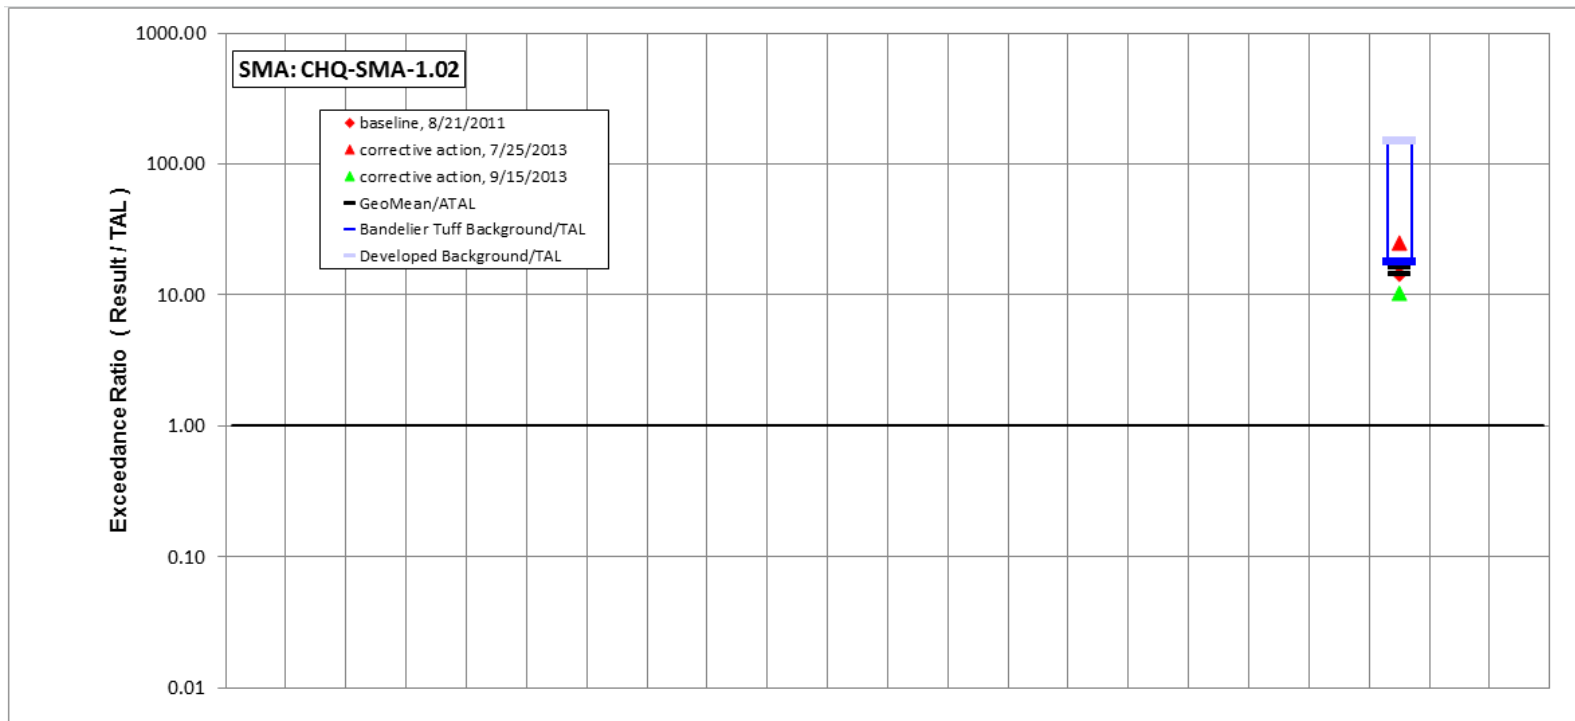 1000.00
SMA: CHQ-SMA-1.02
baseline, 8/21/2011
corrective action, 7/25/2013
corrective action, 9/15/2013
GeoMean/ATAL
Bandelier Tuff Background/TAL
Developed Background/TAL
100.00
10.00
1.00
0.10
0.01
Exceedance Ratio ( Result / TAL )